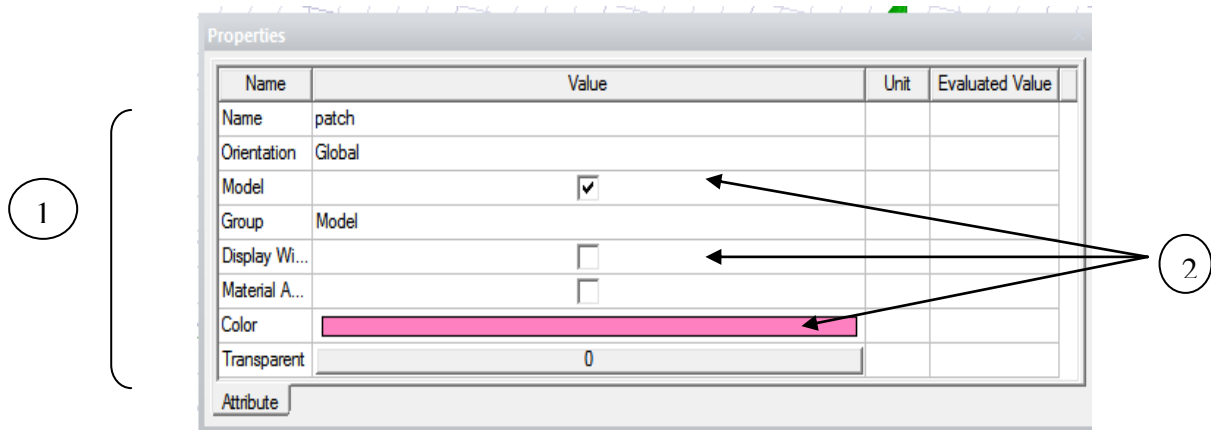 Properties
Name Value Unit Evaluated Value
Name patch
Orientation Global
Model
1
Group Model
Display Wi...
2
Material A...
Color
Transparent 0
Attribute